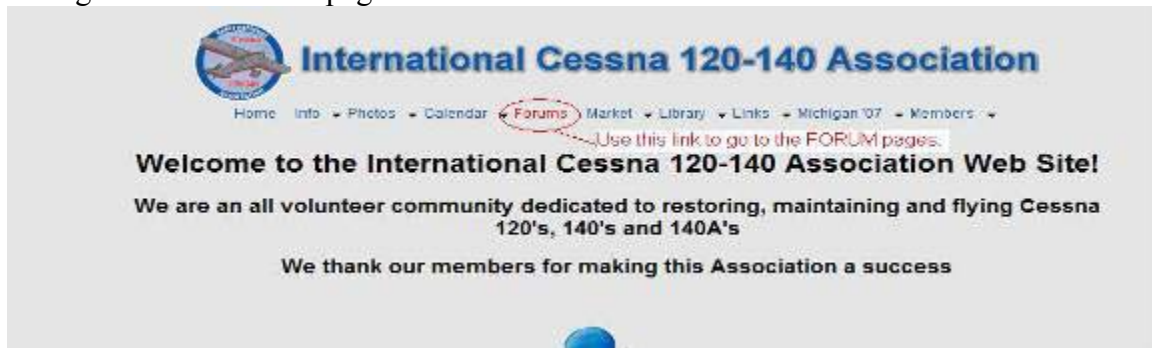 International Cessna 120-140 Association
Home Info Photos Calendar Forums Market Library Links Michigan '07 Members
Use this link to go to the FORUM pages.
Welcome to the International Cessna 120-140 Association Web Site!
We are an all volunteer community dedicated to restoring, maintaining and flying Cessna
120's, 140's and 140A's
We thank our members for making this Association a success